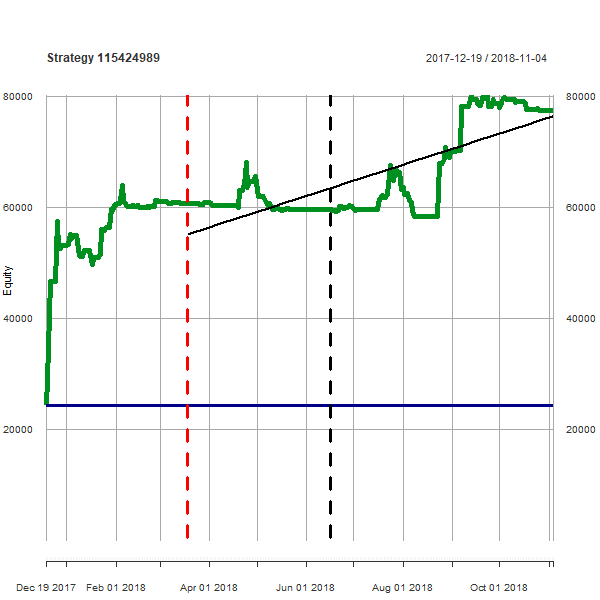 Strategy 115424989
2017-12-19 / 2018-11-04
80000
80000
60000
60000
Equity
40000
40000
20000
20000
Dec 19 2017
Feb 01 2018
Apr 01 2018
Jun 01 2018
Aug 01 2018
Oct 01 2018